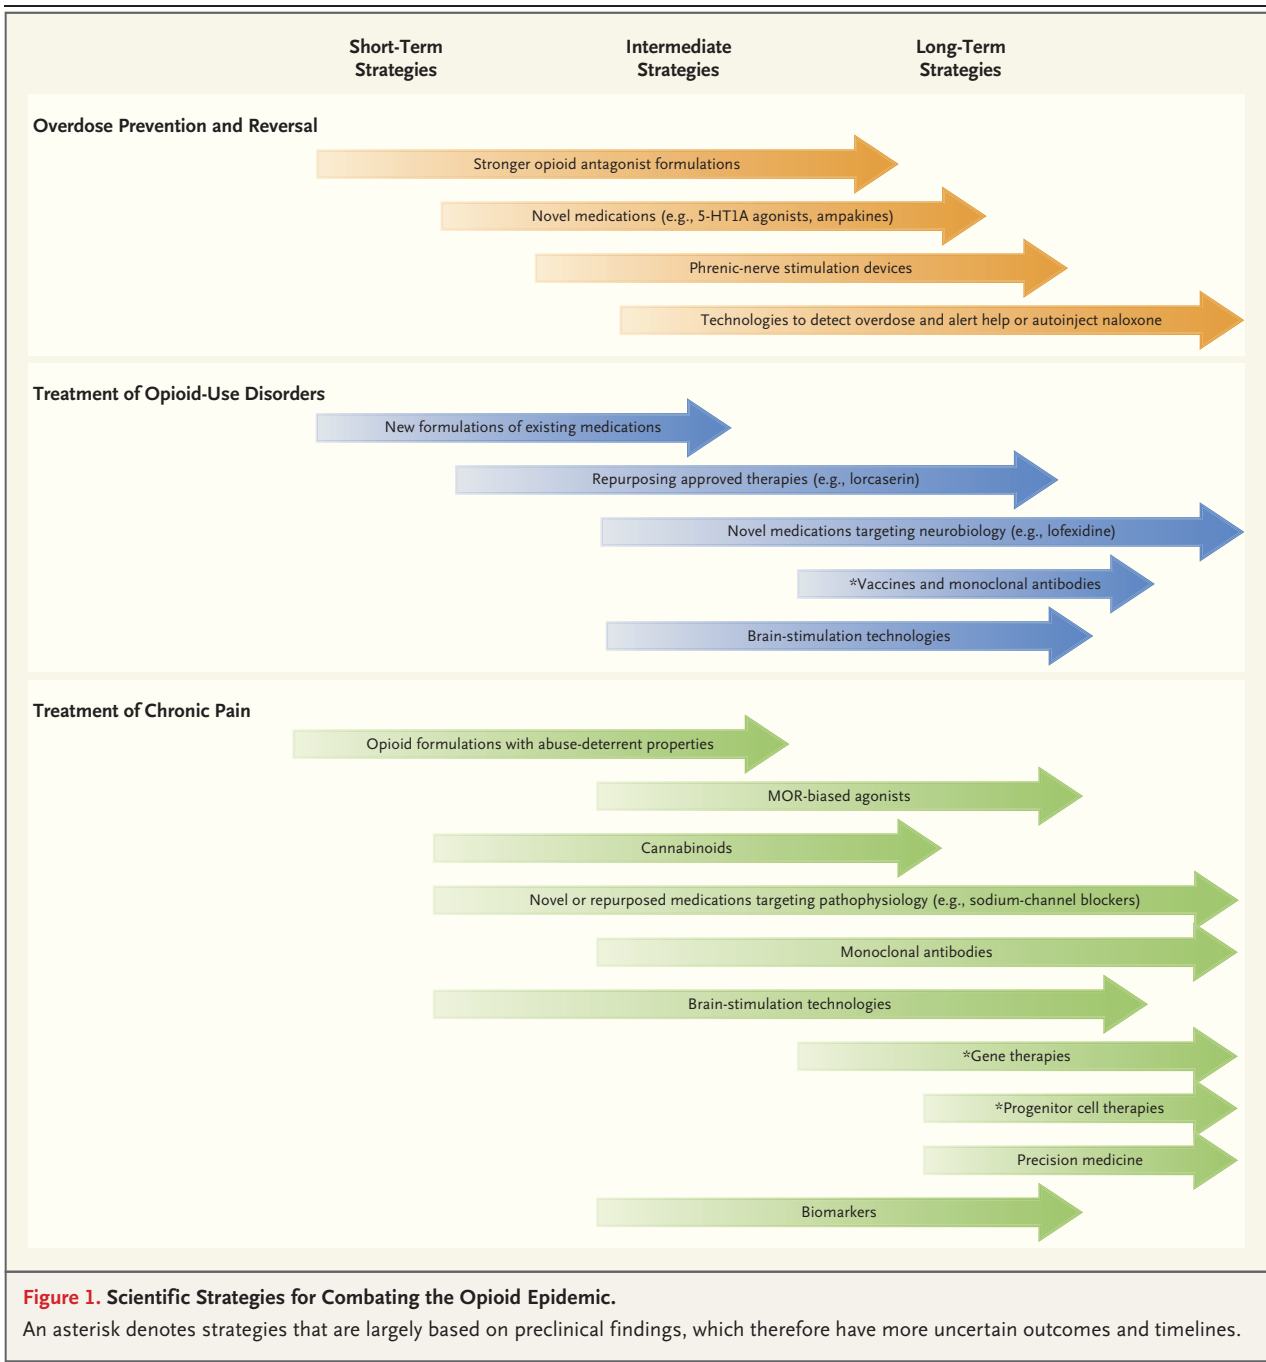 Short-Term
Strategies
Intermediate
Strategies
Long-Term
Strategies
Overdose Prevention and Reversal
Stronger opioid antagonist formulations
Novel medications (e.g., 5-HT1A agonists, ampakines)
Phrenic-nerve stimulation devices
Technologies to detect overdose and alert help or autoinject naloxone
Treatment of Opioid-Use Disorders
New formulations of existing medications
Repurposing approved therapies (e.g., lorcaserin)
Novel medications targeting neurobiology (e.g., lofexidine)
*Vaccines and monoclonal antibodies
Brain-stimulation technologies
Treatment of Chronic Pain
Opioid formulations with abuse-deterrent properties
MOR-biased agonists
Cannabinoids
Novel or repurposed medications targeting pathophysiology (e.g., sodium-channel blockers)
Monoclonal antibodies
Brain-stimulation technologies
*Gene therapies
*Progenitor cell therapies
Precision medicine
Biomarkers
Figure 1. Scientific Strategies for Combating the Opioid Epidemic.
An asterisk denotes strategies that are largely based on preclinical findings, which therefore have more uncertain outcomes and timelines.